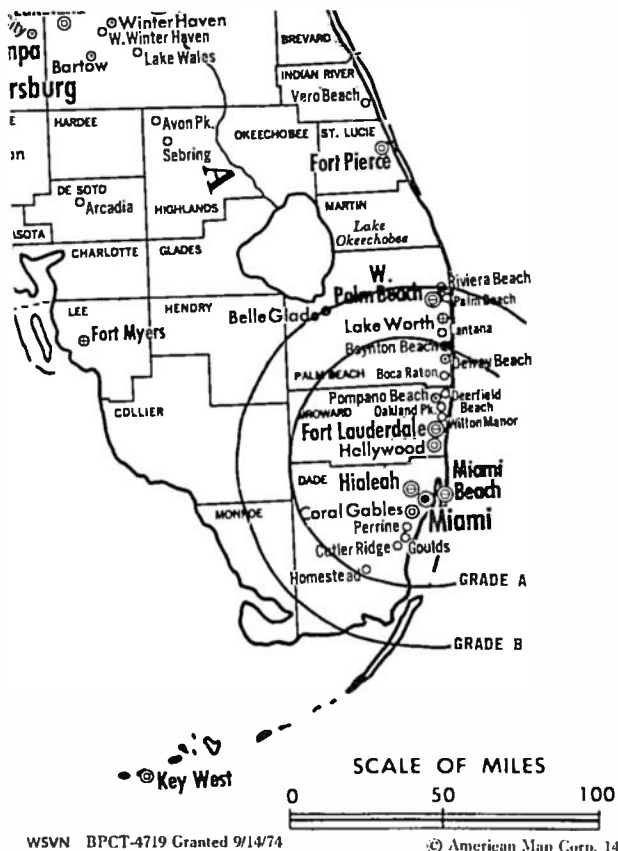 Winter Haven
W. Winter Haven
Lake Wales
Bartow
npa
rsburg
BREVARD
INDIAN RIVER
Vero Beach
HARDEE
Avon Pk.
Sebring
OKEECHOBEE
ST. LUCIE
Fort Pierce
on
A
DE SOTO
Arcadia
HIGHLANDS
MARTIN
Lake
Okeechobee
ASOTA
CHARLOTTE
GLADES
W.
Palm Beach
Riviera Beach
Palm Beach
LEE
HENDRY
Belle Glade
Fort Myers
Lake Worth
Lantana
Boynton Beach
Delray Beach
PALM BEACH
Boca Raton
COLLIER
Pompano Beach
Deerfield
Beach
BROWARD
Oakland Pk.
Wilton Manor
Fort Lauderdale
Hollywood
DADE
Hialeah
Miami
Beach
MONROE
Coral Gables
Miami
Perrine
Cutler Ridge
Goulds
Homestead
GRADE A
GRADE B
Key West
SCALE OF MILES
0 50 100
WSVN BPCT-4719 Granted 9/14/74
© American Map Corp. 14